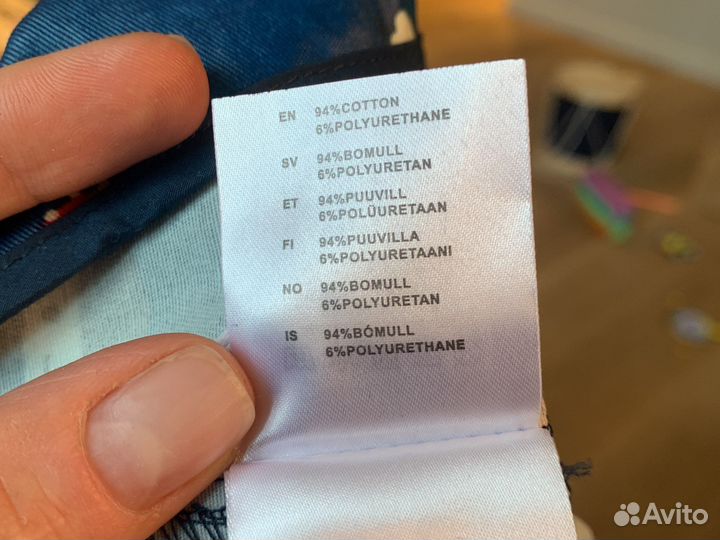 EN 94%COTTON
6%POLYURETHANE
SV 94%BOMULL
6%POLYURETAN
ET 94%PUUVILL
6%POLÜURETAAN
FI 94%PUUVILLA
6%POLYURETAANI
NO 94%BOMULL
6%POLYURETAN
IS 94%BÓMULL
6%POLYURETHANE
Avito